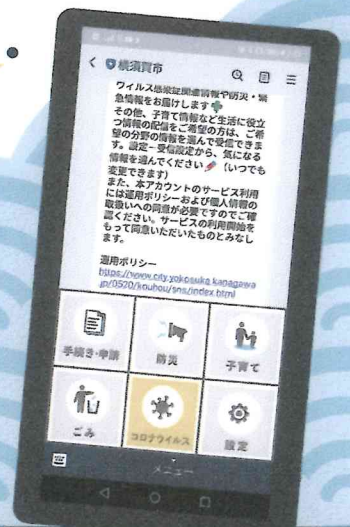 横須賀市
ウイルス感染症関連情報や防災・緊
急情報をお届けします
その他、子育て情報など生活に役立
つ情報の配信をご希望の方は、ご希
望の分野の情報を選んで受信できま
す。設定－受信設定から、気になる
情報を選んでください（いつでも
変更できます）
また、本アカウントのサービス利用
には運用ポリシーおよび個人情報の
取扱いへの同意が必要ですのでご確
認ください。サービスの利用開始を
もって同意いただいたものとみなし
ます。
運用ポリシー
https://www.city.yokosuka.kanagawa.
jp/0520/kouhou/sns/index.html
手続き・申請
防災
子育て
ごみ
コロナウイルス
設定
メニュー